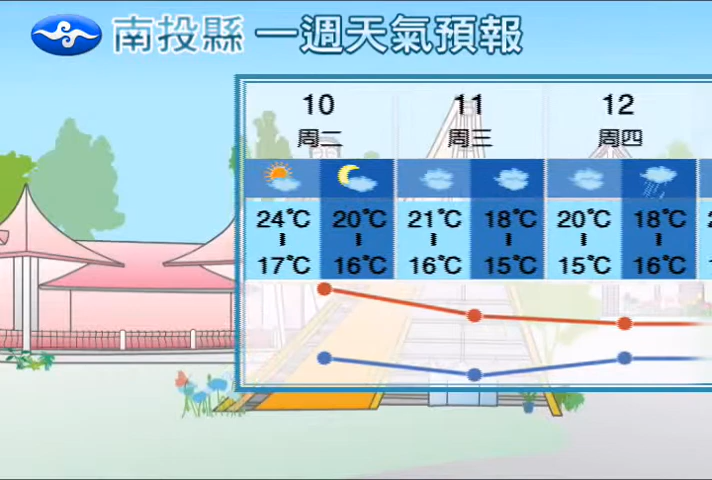 南投縣 一週天氣預報
10 11 12
周二 周三 周四
24℃ 20℃ 21℃ 18℃ 20℃ 18℃
17℃ 16℃ 16℃ 15℃ 15℃ 16℃